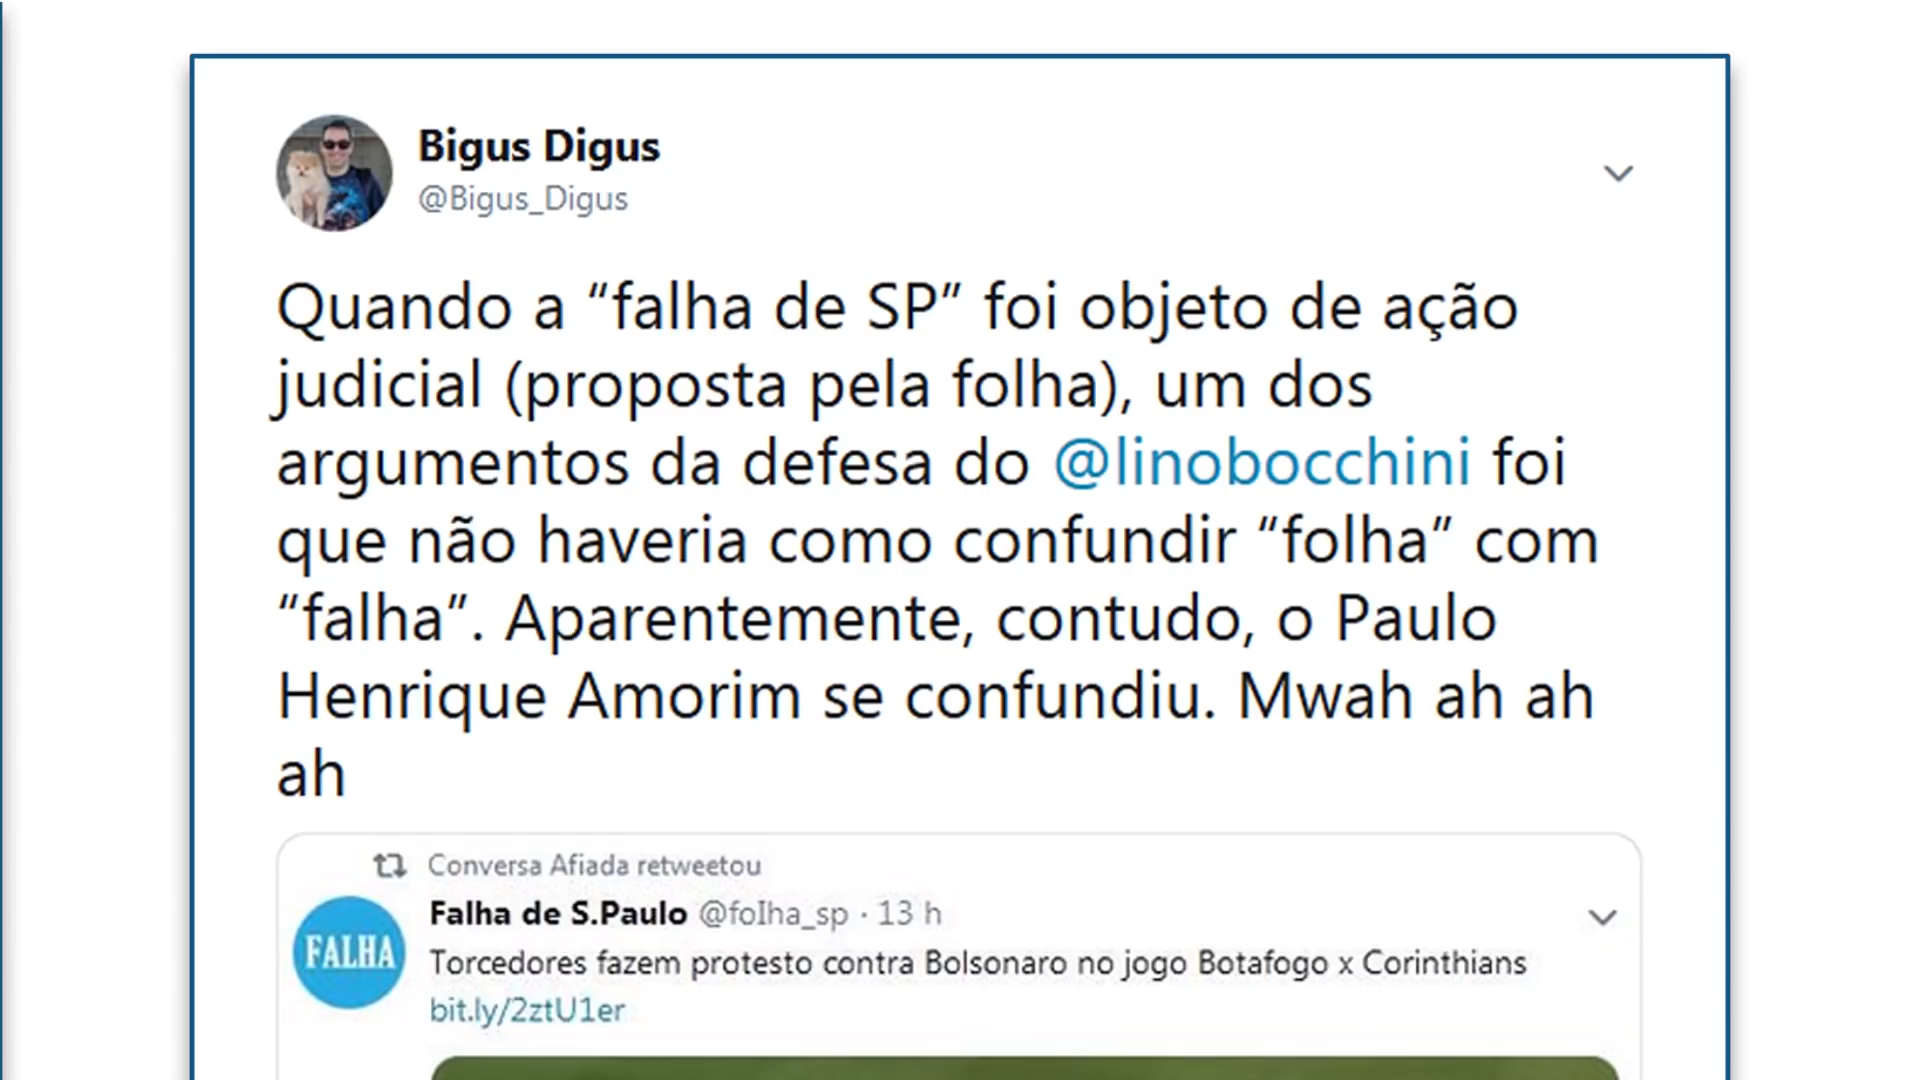 Bigus Digus
@Bigus_Digus
Quando a “falha de SP” foi objeto de ação
judicial (proposta pela folha), um dos
argumentos da defesa do @linobocchini foi
que não haveria como confundir “folha” com
“falha”. Aparentemente, contudo, o Paulo
Henrique Amorim se confundiu. Mwah ah ah
ah
Conversa Afiada retweetou
Falha de S.Paulo @foIha_sp · 13 h
FALHA
Torcedores fazem protesto contra Bolsonaro no jogo Botafogo x Corinthians
bit.ly/2ztU1er